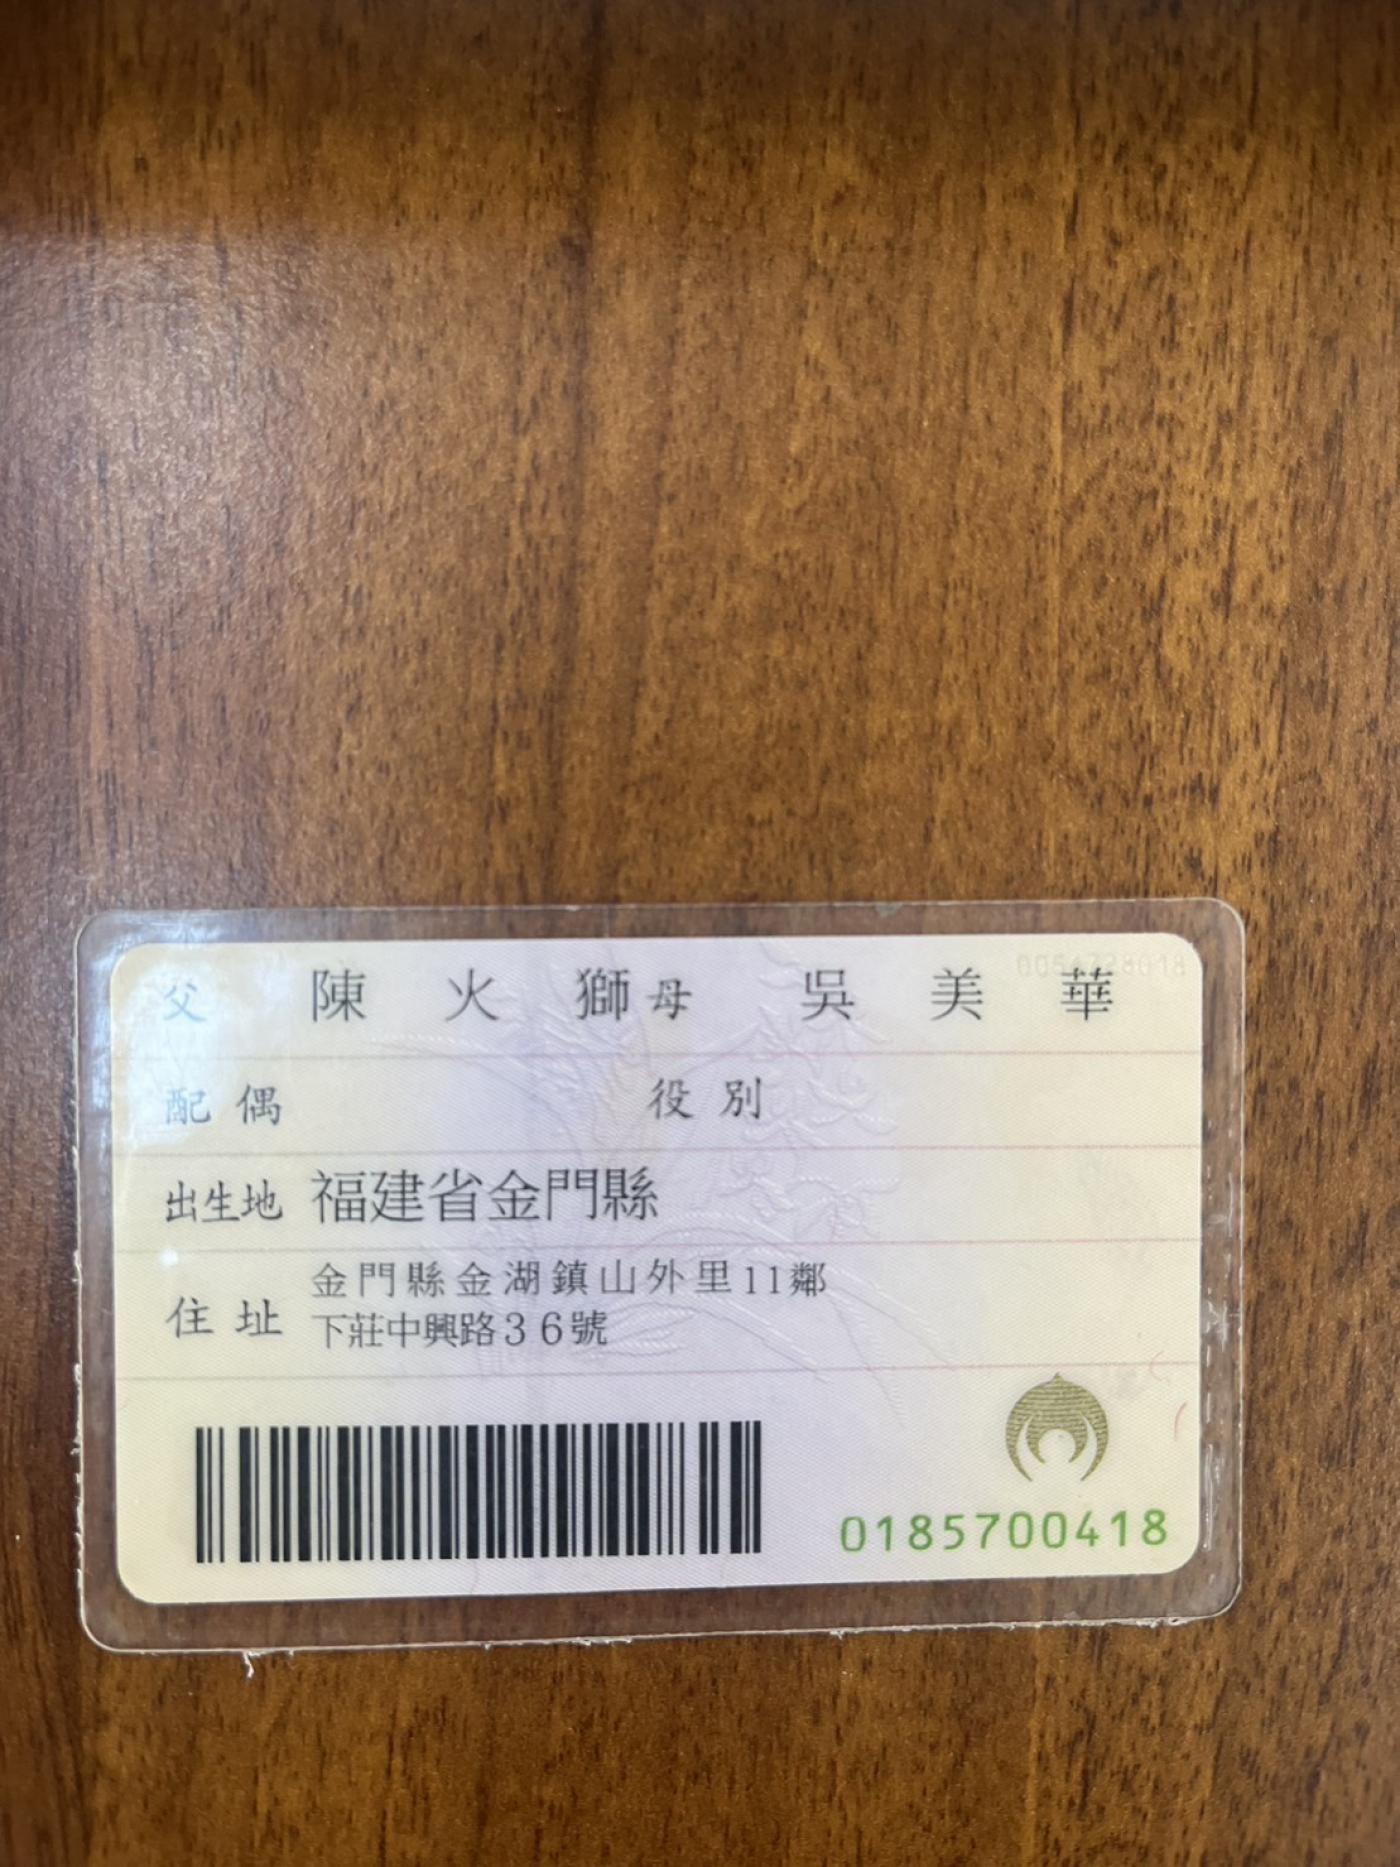 0054728018
父 陳火獅 母 吳美華
配偶 役別
出生地 福建省金門縣
住址 金門縣金湖鎮山外里11鄰
下莊中興路36號
0185700418